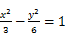 x²/3 − y²/6 = 1